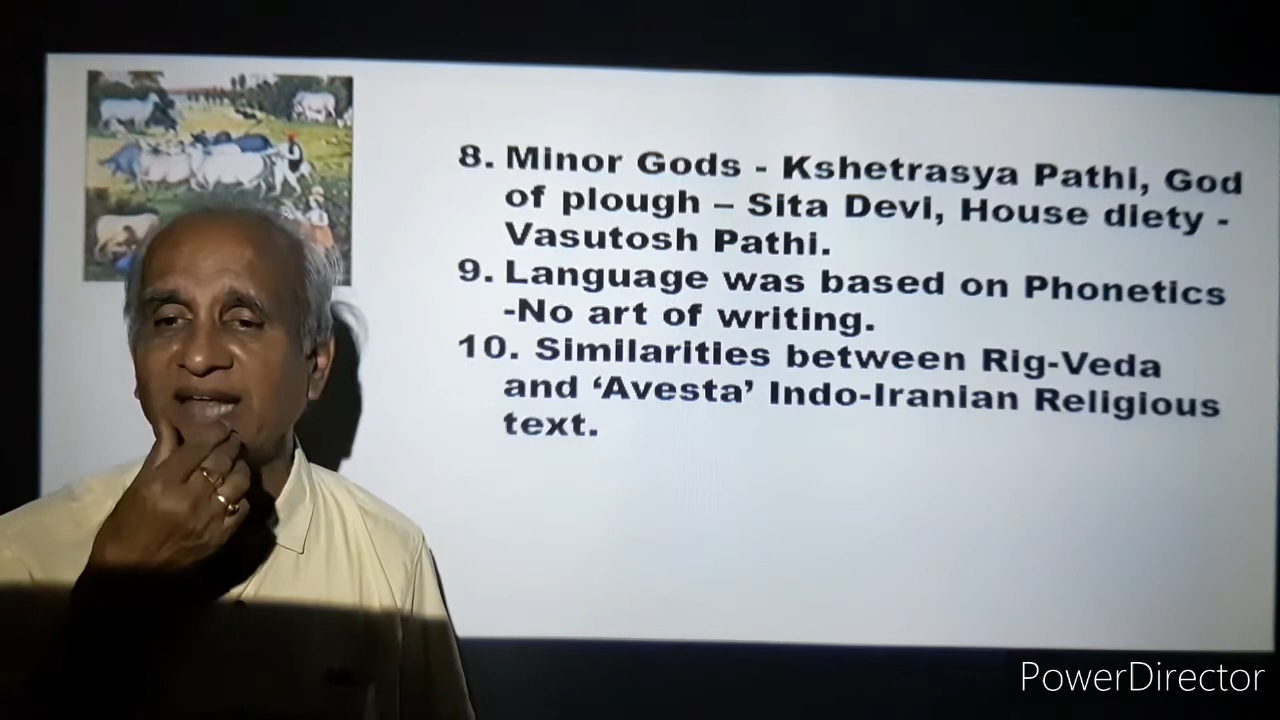 8. Minor Gods - Kshetrasya Pathi, God
of plough – Sita Devi, House diety -
Vasutosh Pathi.
9. Language was based on Phonetics
-No art of writing.
10. Similarities between Rig-Veda
and ‘Avesta’ Indo-Iranian Religious
text.
PowerDirector